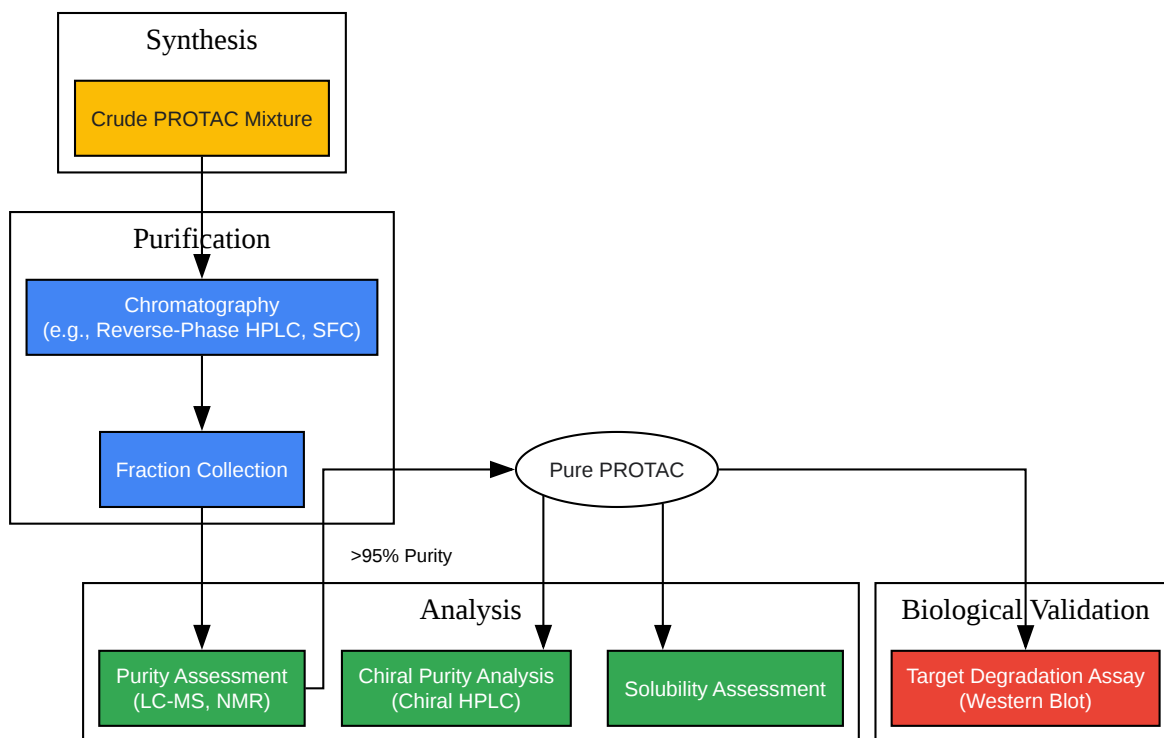 Synthesis
Crude PROTAC Mixture
Purification
Chromatography
(e.g., Reverse-Phase HPLC, SFC)
Fraction Collection
Pure PROTAC
>95% Purity
Analysis
Biological Validation
Purity Assessment
(LC-MS, NMR)
Chiral Purity Analysis
(Chiral HPLC)
Solubility Assessment
Target Degradation Assay
(Western Blot)